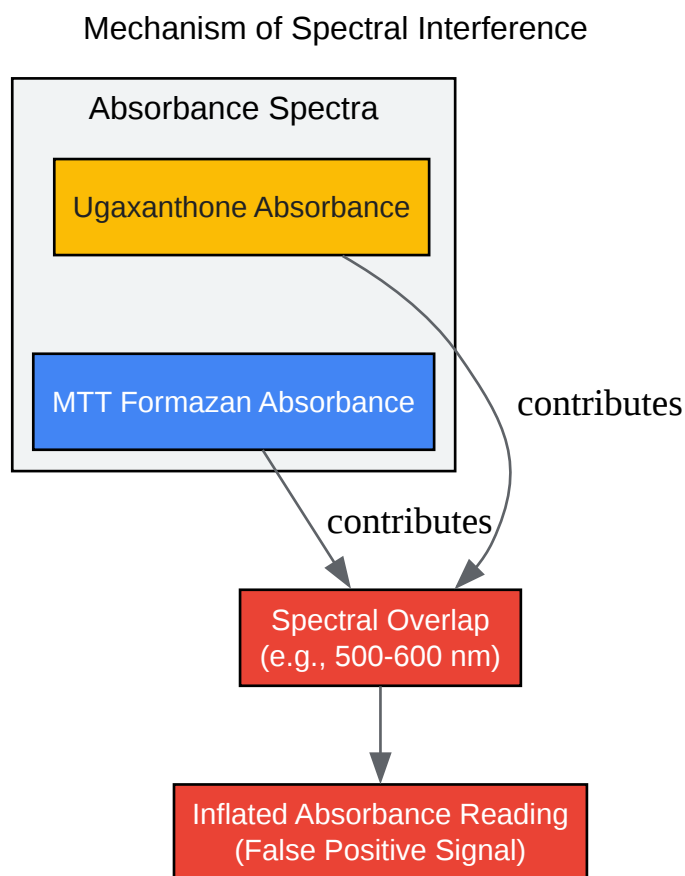 Mechanism of Spectral Interference
Absorbance Spectra
Ugaxanthone Absorbance
MTT Formazan Absorbance
contributes
contributes
Spectral Overlap
(e.g., 500-600 nm)
Inflated Absorbance Reading
(False Positive Signal)